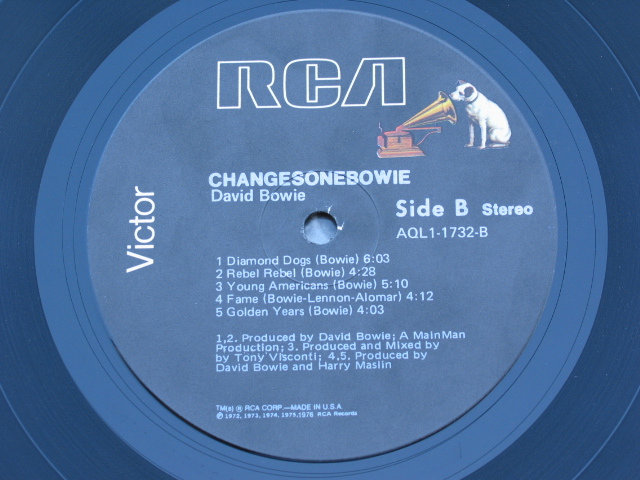 RCA
Victor
CHANGESONEBOWIE
David Bowie
Side B Stereo
AQL1-1732-B
1 Diamond Dogs (Bowie) 6:03
2 Rebel Rebel (Bowie) 4:28
3 Young Americans (Bowie) 5:10
4 Fame (Bowie-Lennon-Alomar) 4:12
5 Golden Years (Bowie) 4:03
1,2. Produced by David Bowie; A MainMan
Production; 3. Produced and Mixed by
by Tony Visconti; 4,5. Produced by
David Bowie and Harry Maslin
TM(s) ® RCA CORP.—MADE IN U.S.A
℗ 1972, 1973, 1974, 1975, 1976 RCA Records